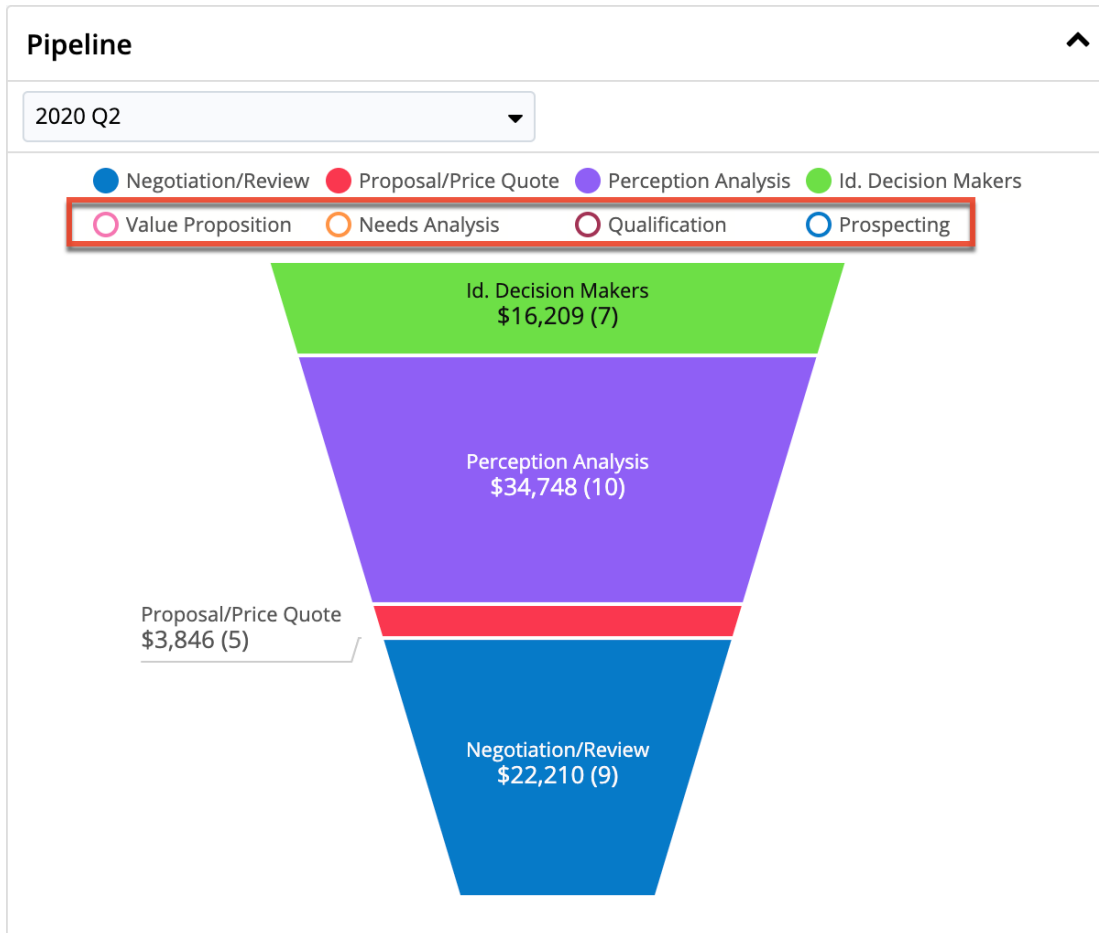 Pipeline
2020 Q2
Negotiation/Review Proposal/Price Quote Perception Analysis Id. Decision Makers
Value Proposition Needs Analysis Qualification Prospecting
Id. Decision Makers
$16,209 (7)
Perception Analysis
$34,748 (10)
Proposal/Price Quote
$3,846 (5)
Negotiation/Review
$22,210 (9)